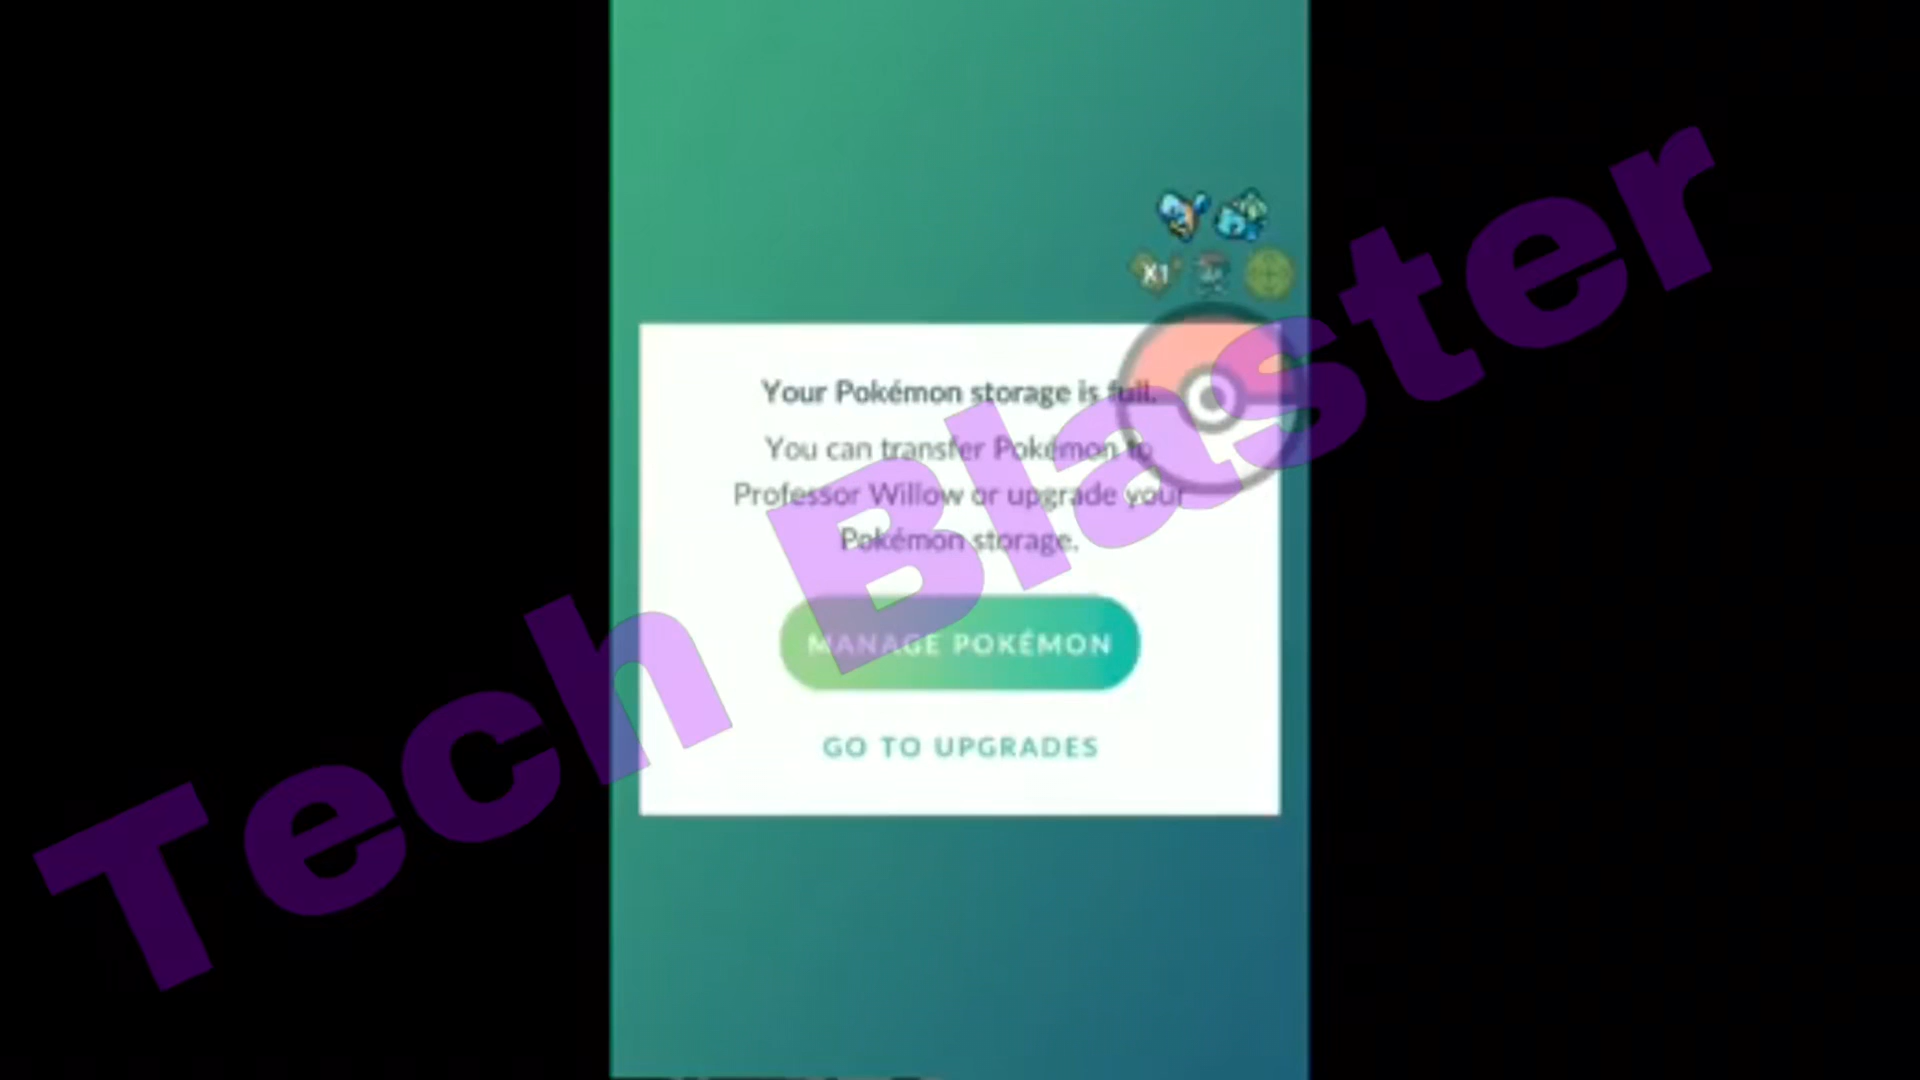 X1
Your Pokémon storage is full.
You can transfer Pokémon to
Professor Willow or upgrade your
Pokémon storage.
MANAGE POKÉMON
GO TO UPGRADES
Tech Blaster